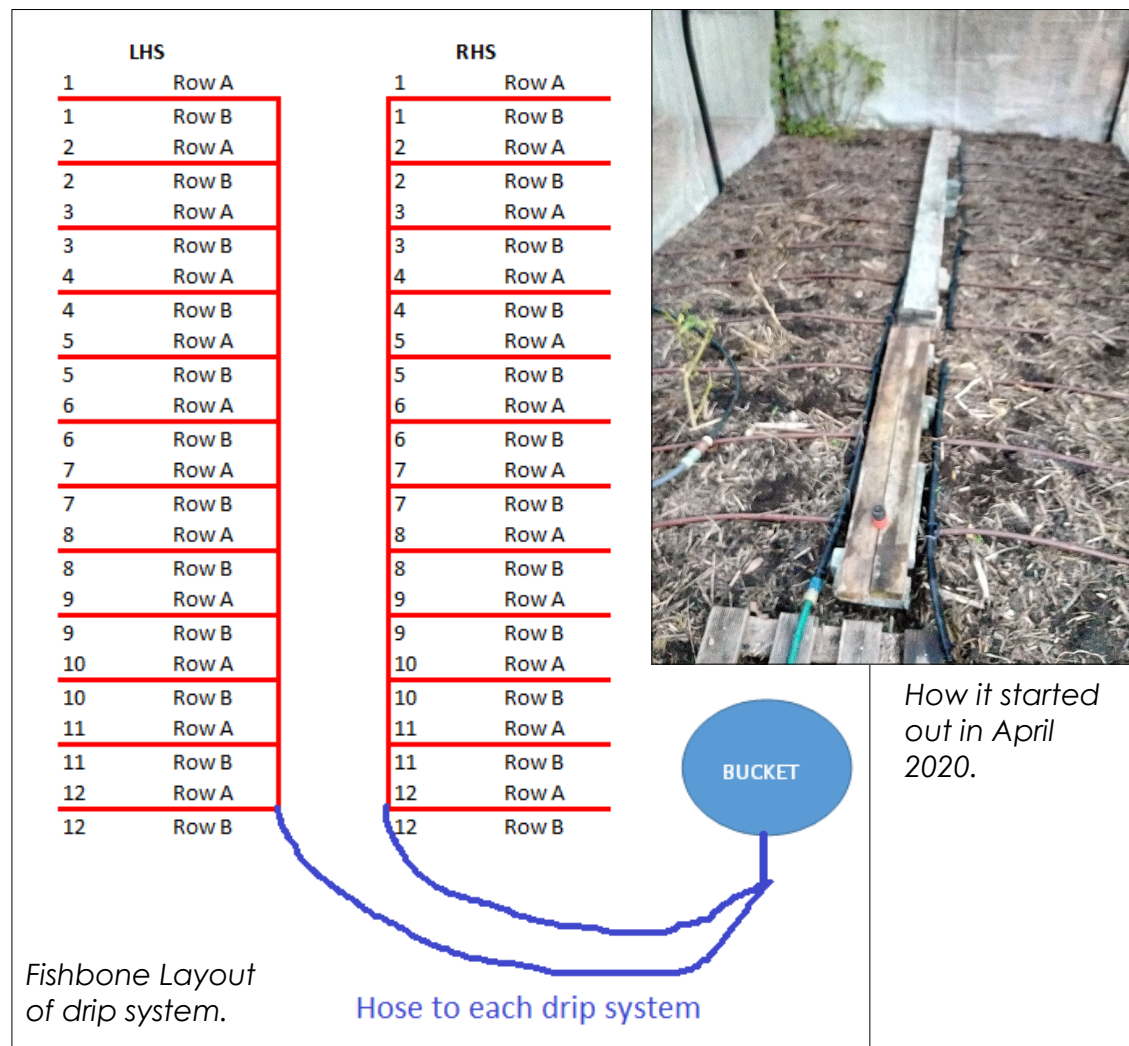 LHS RHS
1 Row A 1 Row A
1 Row B 1 Row B
2 Row A 2 Row A
2 Row B 2 Row B
3 Row A 3 Row A
3 Row B 3 Row B
4 Row A 4 Row A
4 Row B 4 Row B
5 Row A 5 Row A
5 Row B 5 Row B
6 Row A 6 Row A
6 Row B 6 Row B
7 Row A 7 Row A
7 Row B 7 Row B
8 Row A 8 Row A
8 Row B 8 Row B
9 Row A 9 Row A
9 Row B 9 Row B
10 Row A 10 Row A
10 Row B 10 Row B
11 Row A 11 Row A
11 Row B 11 Row B
12 Row A 12 Row A
12 Row B 12 Row B
BUCKET
How it started
out in April
2020.
Fishbone Layout
of drip system.
Hose to each drip system